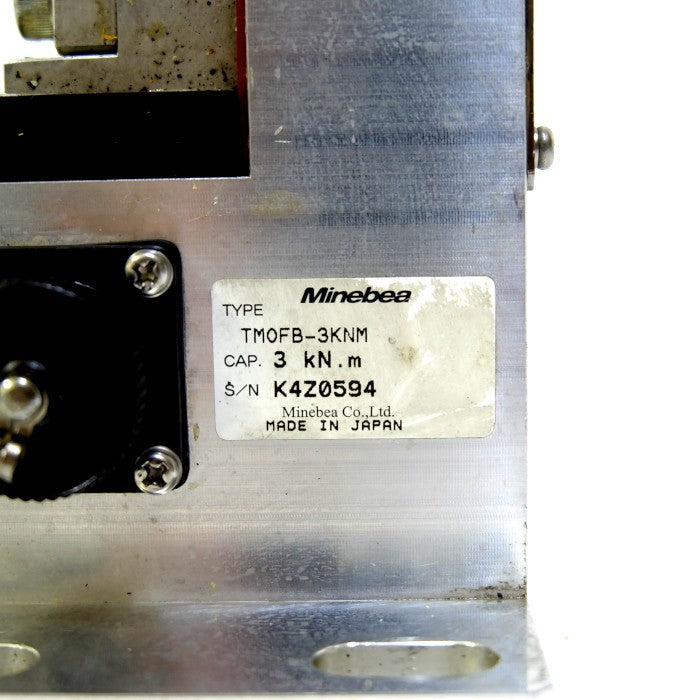 Minebea
TYPE
TMOFB-3KNM
CAP. 3 kN.m
S/N K4Z0594
Minebea Co.,Ltd.
MADE IN JAPAN